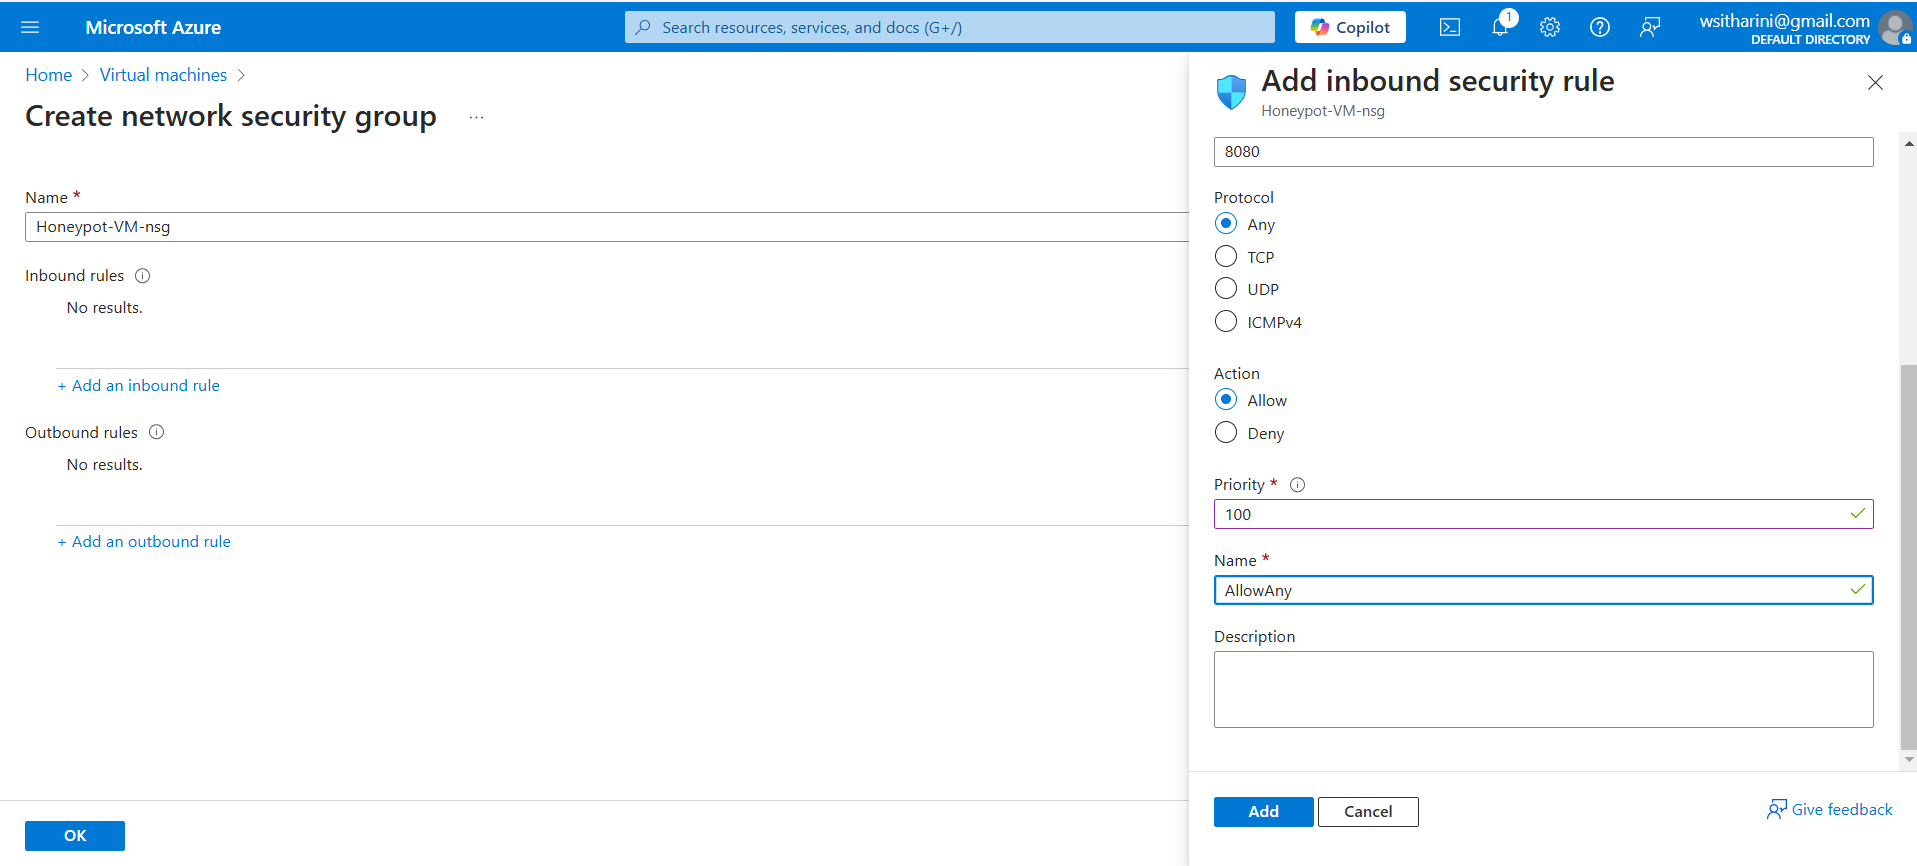 Microsoft Azure
Search resources, services, and docs (G+/)
Copilot
1
wsitharini@gmail.com
DEFAULT DIRECTORY
Home > Virtual machines >
Create network security group ...
Name *
Honeypot-VM-nsg
Inbound rules
No results.
+ Add an inbound rule
Outbound rules
No results.
+ Add an outbound rule
OK
Add inbound security rule
Honeypot-VM-nsg
8080
Protocol
Any
TCP
UDP
ICMPv4
Action
Allow
Deny
Priority *
100
Name *
AllowAny
Description
Add
Cancel
Give feedback